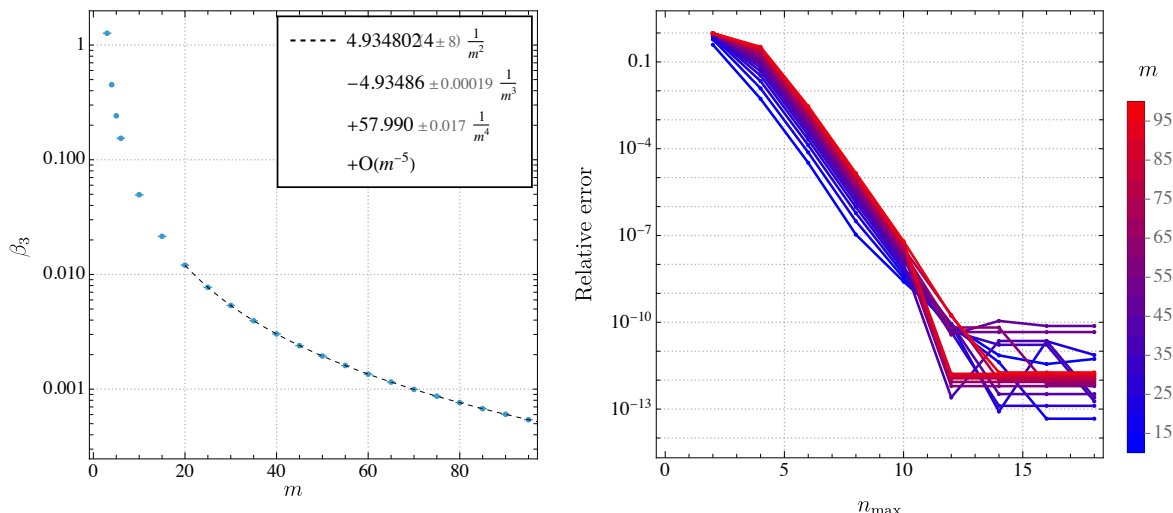 1
0.100
0.010
0.001
β₃
0 20 40 60 80
m
4.934802(4 ± 8) 1/m²
−4.93486 ± 0.00019 1/m³
+57.990 ± 0.017 1/m⁴
+O(m⁻⁵)
0.1
10⁻⁴
10⁻⁷
10⁻¹⁰
10⁻¹³
Relative error
0 5 10 15
n_max
m
95
85
75
65
55
45
35
25
15